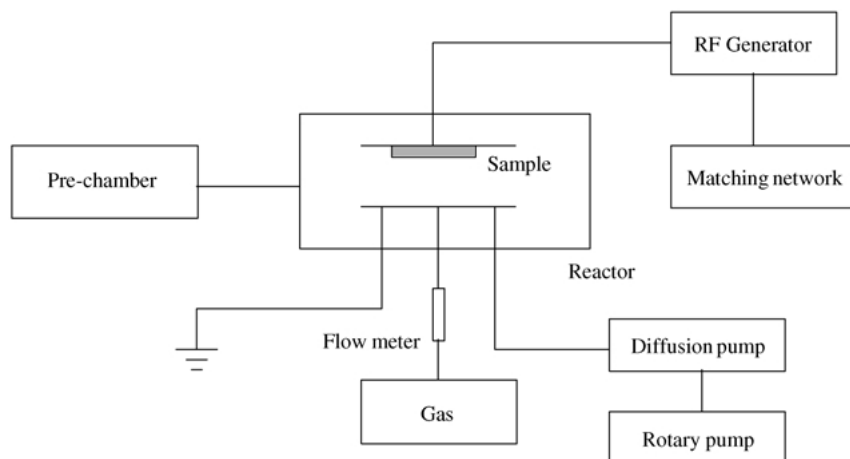 RF Generator
Pre-chamber
Sample
Matching network
Reactor
Flow meter
Diffusion pump
Gas
Rotary pump